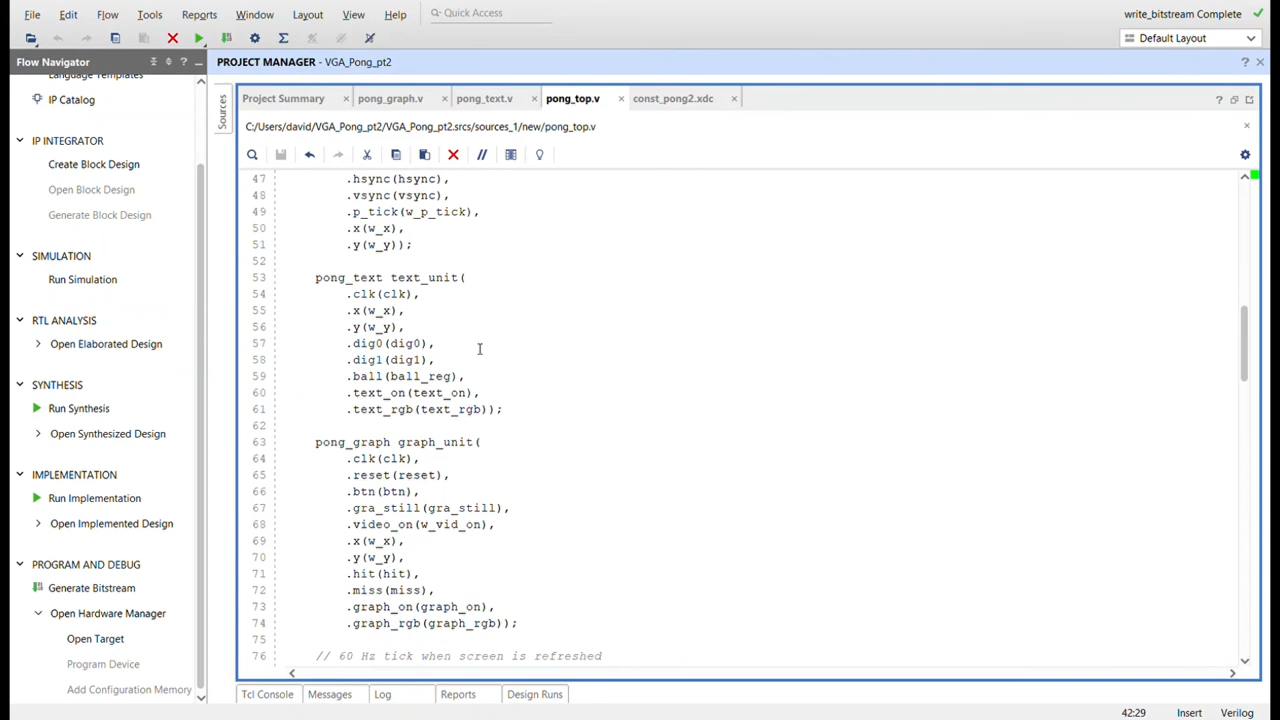 File Edit Flow Tools Reports Window Layout View Help Quick Access
write_bitstream Complete
Default Layout
Flow Navigator
PROJECT MANAGER - VGA_Pong_pt2
Language Templates
IP Catalog
IP INTEGRATOR
Create Block Design
Open Block Design
Generate Block Design
SIMULATION
Run Simulation
RTL ANALYSIS
Open Elaborated Design
SYNTHESIS
Run Synthesis
Open Synthesized Design
IMPLEMENTATION
Run Implementation
Open Implemented Design
PROGRAM AND DEBUG
Generate Bitstream
Open Hardware Manager
Open Target
Program Device
Add Configuration Memory
Sources
Project Summary pong_graph.v pong_text.v pong_top.v const_pong2.xdc
C:/Users/david/VGA_Pong_pt2/VGA_Pong_pt2.srcs/sources_1/new/pong_top.v
47 .hsync(hsync),
48 .vsync(vsync),
49 .p_tick(w_p_tick),
50 .x(w_x),
51 .y(w_y));
52
53 pong_text text_unit(
54 .clk(clk),
55 .x(w_x),
56 .y(w_y),
57 .dig0(dig0),
58 .dig1(dig1),
59 .ball(ball_reg),
60 .text_on(text_on),
61 .text_rgb(text_rgb));
62
63 pong_graph graph_unit(
64 .clk(clk),
65 .reset(reset),
66 .btn(btn),
67 .gra_still(gra_still),
68 .video_on(w_vid_on),
69 .x(w_x),
70 .y(w_y),
71 .hit(hit),
72 .miss(miss),
73 .graph_on(graph_on),
74 .graph_rgb(graph_rgb));
75
76 // 60 Hz tick when screen is refreshed
Tcl Console Messages Log Reports Design Runs
42:29 Insert Verilog